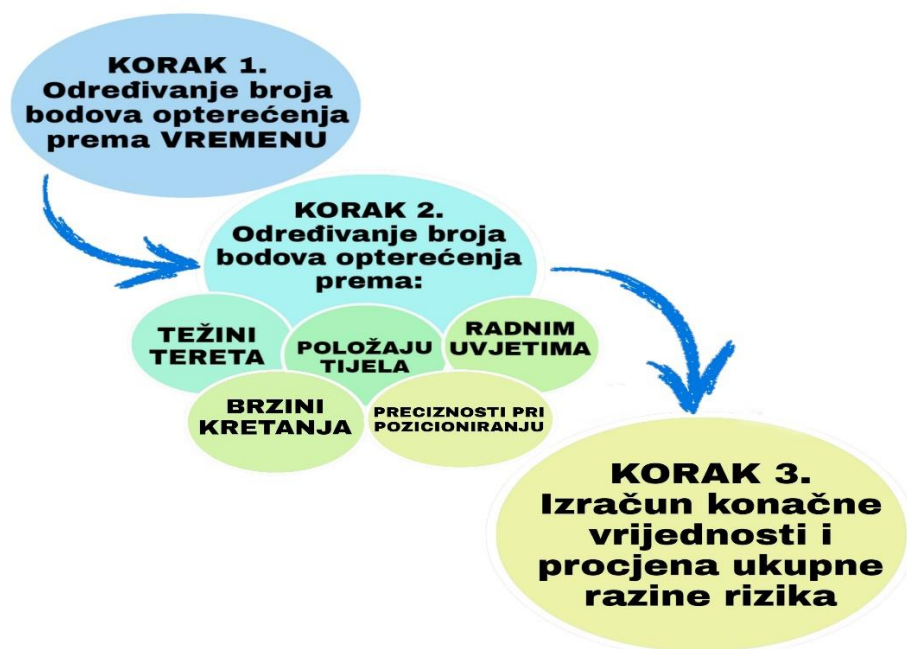 KORAK 1.
Određivanje broja
bodova opterećenja
prema VREMENU
KORAK 2.
Određivanje broja
bodova opterećenja
prema:
TEŽINI
TERETA
POLOŽAJU
TIJELA
RADNIM
UVJETIMA
BRZINI
KRETANJA
PRECIZNOSTI PRI
POZICIONIRANJU
KORAK 3.
Izračun konačne
vrijednosti i
procjena ukupne
razine rizika